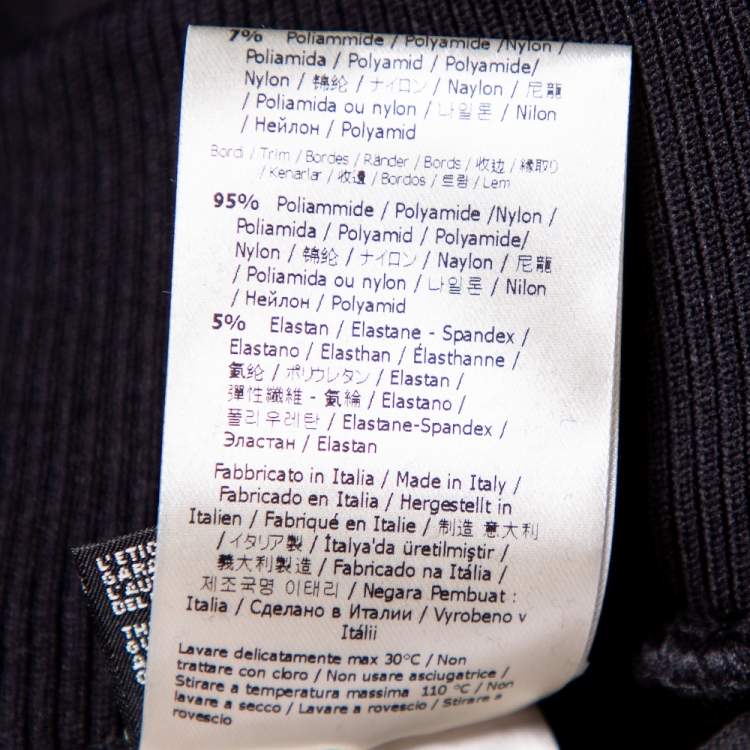 7% Poliammide / Polyamide /Nylon /
Poliamida / Polyamid / Polyamide/
Nylon / 锦纶 / ナイロン / Naylon / 尼龍
/ Poliamida ou nylon / 나일론 / Nilon
/ Нейлон / Polyamid
Bordi / Trim / Bordes / Ränder / Bords / 收边 / 縁取り
/ Kenarlar / 收邊 / Bordos / 트림 / Lem
95% Poliammide / Polyamide /Nylon /
Poliamida / Polyamid / Polyamide/
Nylon / 锦纶 / ナイロン / Naylon / 尼龍
/ Poliamida ou nylon / 나일론 / Nilon
/ Нейлон / Polyamid
5% Elastan / Elastane - Spandex /
Elastano / Elasthan / Élasthanne /
氨纶 / ポリウレタン / Elastan /
彈性纖維 - 氨綸 / Elastano /
폴리 우레탄 / Elastane-Spandex /
Эластан / Elastan
Fabbricato in Italia / Made in Italy /
Fabricado en Italia / Hergestellt in
Italien / Fabriqué en Italie / 制造 意大利
/ イタリア製 / İtalya'da üretilmiştir /
義大利製造 / Fabricado na Itália /
제조국명 이태리 / Negara Pembuat :
Italia / Сделано в Италии / Vyrobeno v
Itálii
Lavare delicatamente max 30°C / Non
trattare con cloro / Non usare asciugatrice /
Stirare a temperatura massima 110 °C / Non
lavare a secco / Lavare a rovescio / Stirare a
rovescio